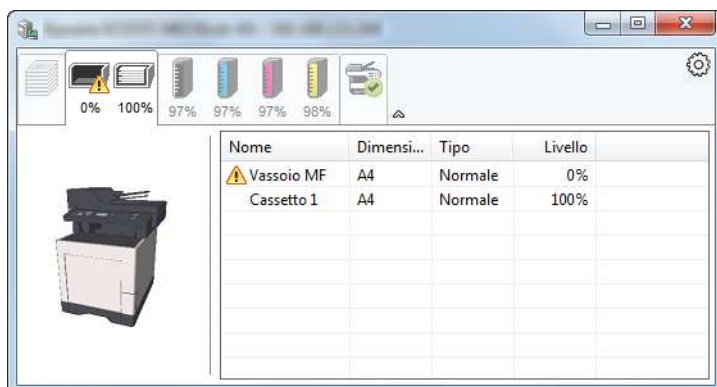 0% 100% 97% 97% 97% 98%
Nome Dimensi... Tipo Livello
Vassoio MF A4 Normale 0%
Cassetto 1 A4 Normale 100%